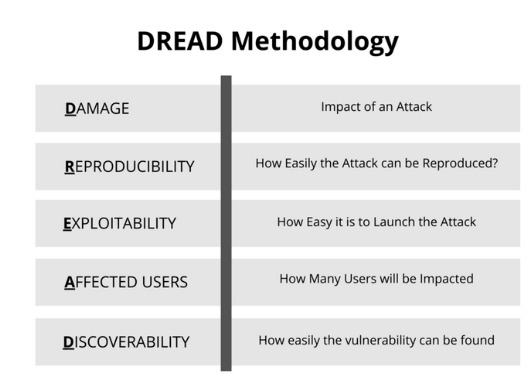 DREAD Methodology
DAMAGE
Impact of an Attack
REPRODUCIBILITY
How Easily the Attack can be Reproduced?
EXPLOITABILITY
How Easy it is to Launch the Attack
AFFECTED USERS
How Many Users will be Impacted
DISCOVERABILITY
How easily the vulnerability can be found